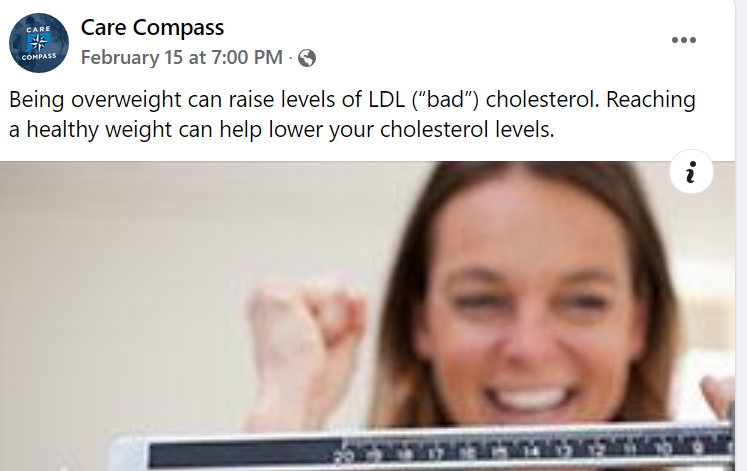 CARE
COMPASS
Care Compass
February 15 at 7:00 PM ·
Being overweight can raise levels of LDL (“bad”) cholesterol. Reaching
a healthy weight can help lower your cholesterol levels.
i
20 19 18 17 16 15 14 13 12 11 10 9